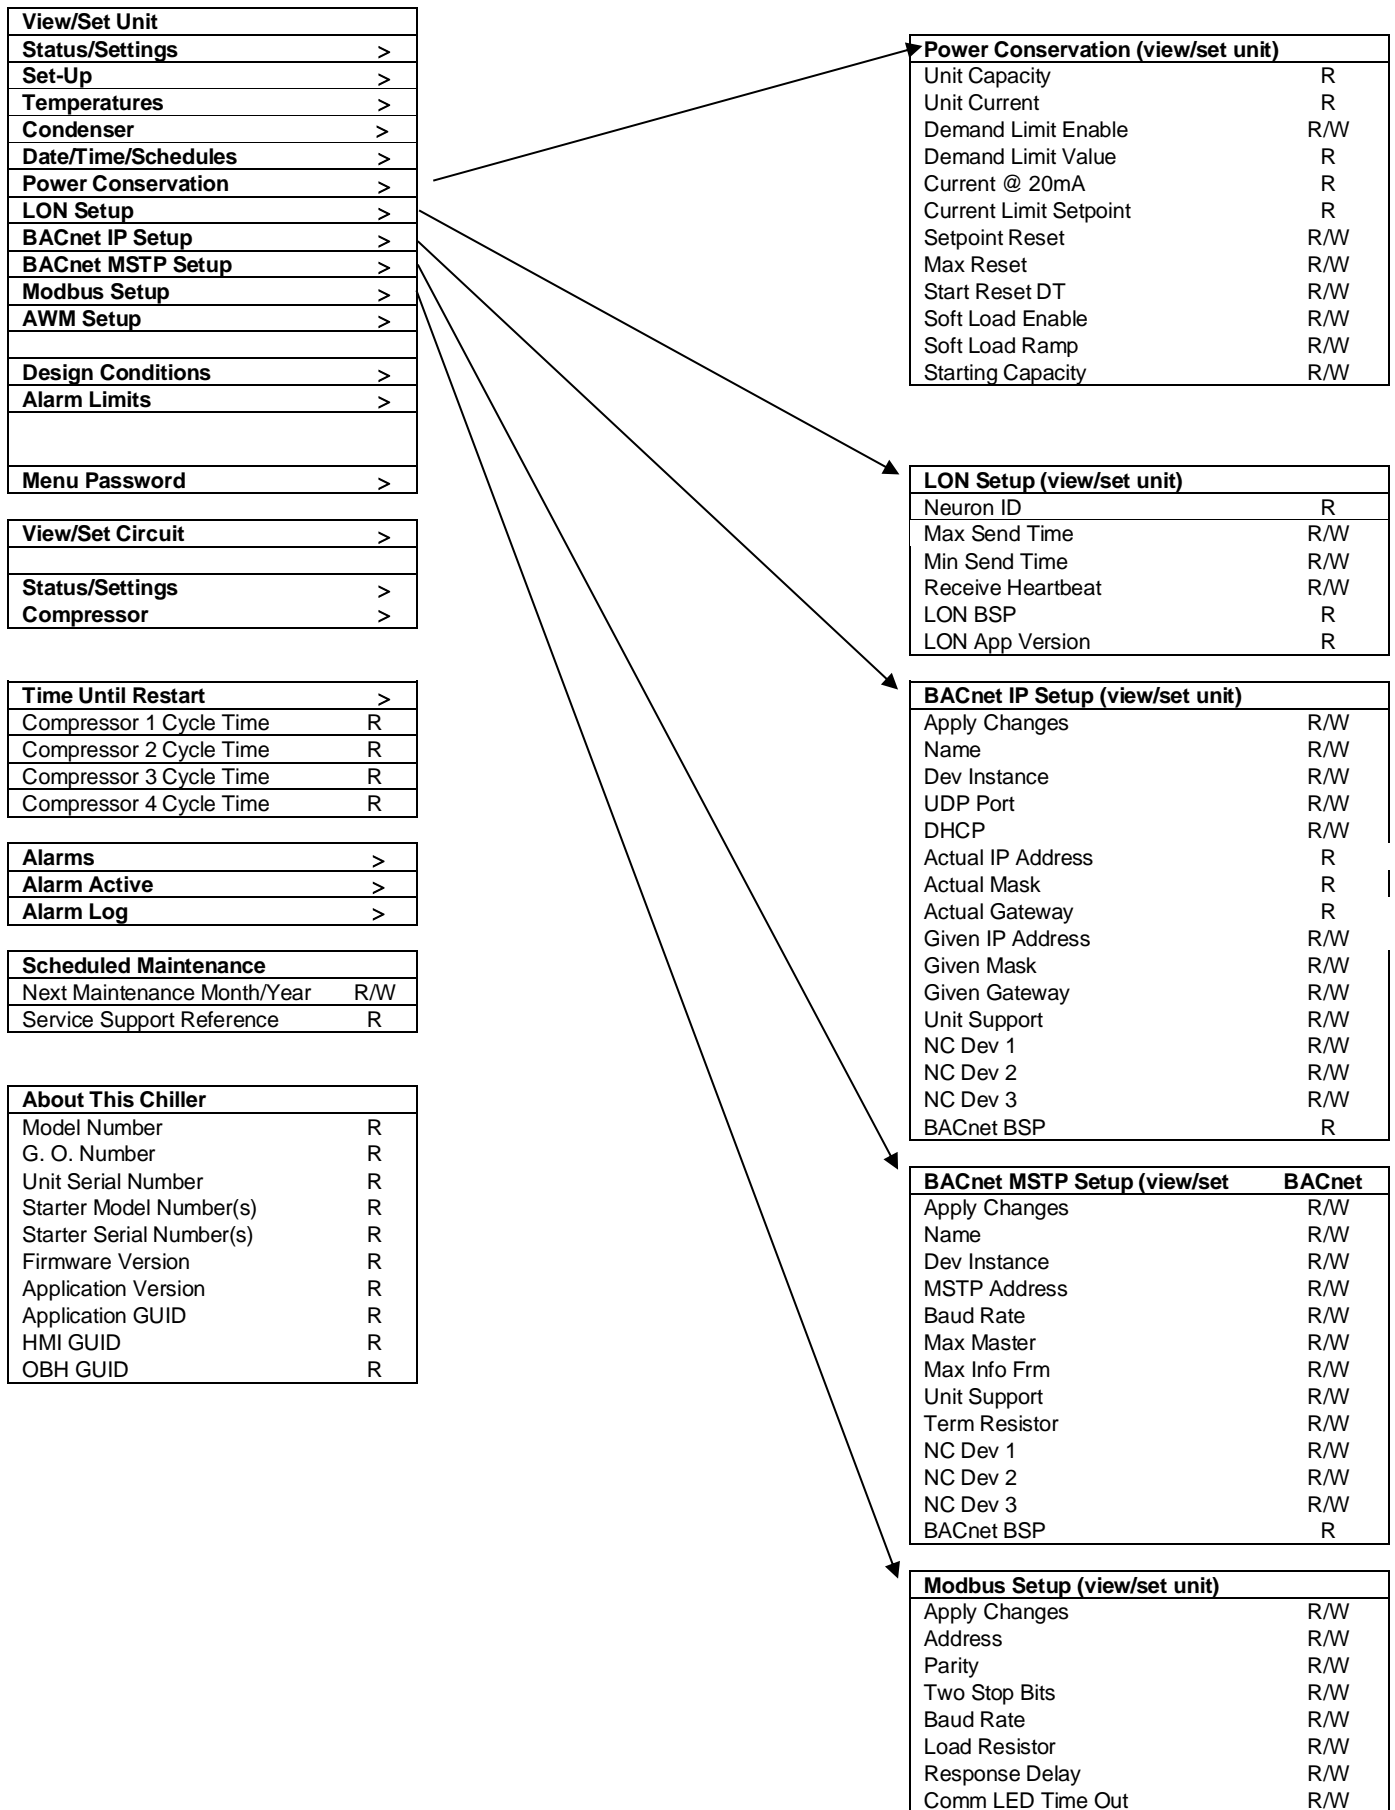 View/Set Unit
Status/Settings >
Set-Up >
Temperatures >
Condenser >
Date/Time/Schedules >
Power Conservation >
LON Setup >
BACnet IP Setup >
BACnet MSTP Setup >
Modbus Setup >
AWM Setup >
Design Conditions >
Alarm Limits >
Menu Password >
View/Set Circuit >
Status/Settings >
Compressor >
Time Until Restart >
Compressor 1 Cycle Time R
Compressor 2 Cycle Time R
Compressor 3 Cycle Time R
Compressor 4 Cycle Time R
Alarms >
Alarm Active >
Alarm Log >
Scheduled Maintenance
Next Maintenance Month/Year R/W
Service Support Reference R
About This Chiller
Model Number R
G. O. Number R
Unit Serial Number R
Starter Model Number(s) R
Starter Serial Number(s) R
Firmware Version R
Application Version R
Application GUID R
HMI GUID R
OBH GUID R
Power Conservation (view/set unit)
Unit Capacity R
Unit Current R
Demand Limit Enable R/W
Demand Limit Value R
Current @ 20mA R
Current Limit Setpoint R
Setpoint Reset R/W
Max Reset R/W
Start Reset DT R/W
Soft Load Enable R/W
Soft Load Ramp R/W
Starting Capacity R/W
LON Setup (view/set unit)
Neuron ID R
Max Send Time R/W
Min Send Time R/W
Receive Heartbeat R/W
LON BSP R
LON App Version R
BACnet IP Setup (view/set unit)
Apply Changes R/W
Name R/W
Dev Instance R/W
UDP Port R/W
DHCP R/W
Actual IP Address R
Actual Mask R
Actual Gateway R
Given IP Address R/W
Given Mask R/W
Given Gateway R/W
Unit Support R/W
NC Dev 1 R/W
NC Dev 2 R/W
NC Dev 3 R/W
BACnet BSP R
BACnet MSTP Setup (view/set BACnet
Apply Changes R/W
Name R/W
Dev Instance R/W
MSTP Address R/W
Baud Rate R/W
Max Master R/W
Max Info Frm R/W
Unit Support R/W
Term Resistor R/W
NC Dev 1 R/W
NC Dev 2 R/W
NC Dev 3 R/W
BACnet BSP R
Modbus Setup (view/set unit)
Apply Changes R/W
Address R/W
Parity R/W
Two Stop Bits R/W
Baud Rate R/W
Load Resistor R/W
Response Delay R/W
Comm LED Time Out R/W